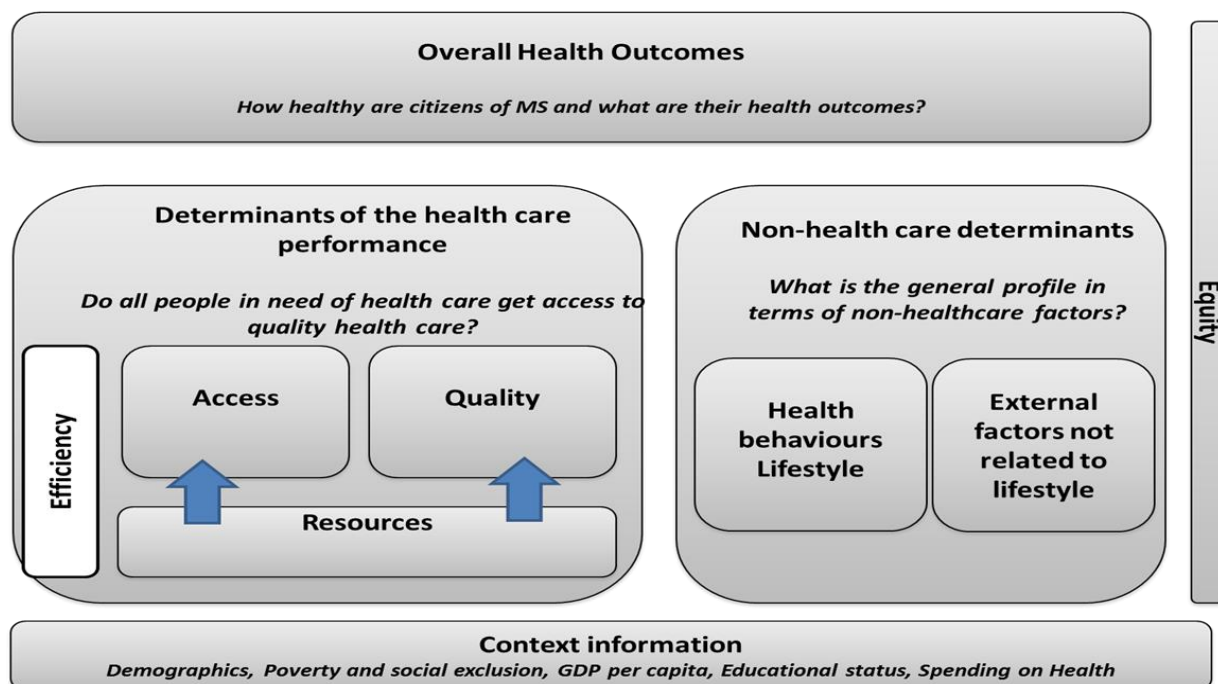 Overall Health Outcomes
How healthy are citizens of MS and what are their health outcomes?
Determinants of the health care
performance
Do all people in need of health care get access to
quality health care?
Efficiency
Access
Quality
Resources
Non-health care determinants
What is the general profile in
terms of non-healthcare factors?
Health
behaviours
Lifestyle
External
factors not
related to
lifestyle
Equity
Context information
Demographics, Poverty and social exclusion, GDP per capita, Educational status, Spending on Health